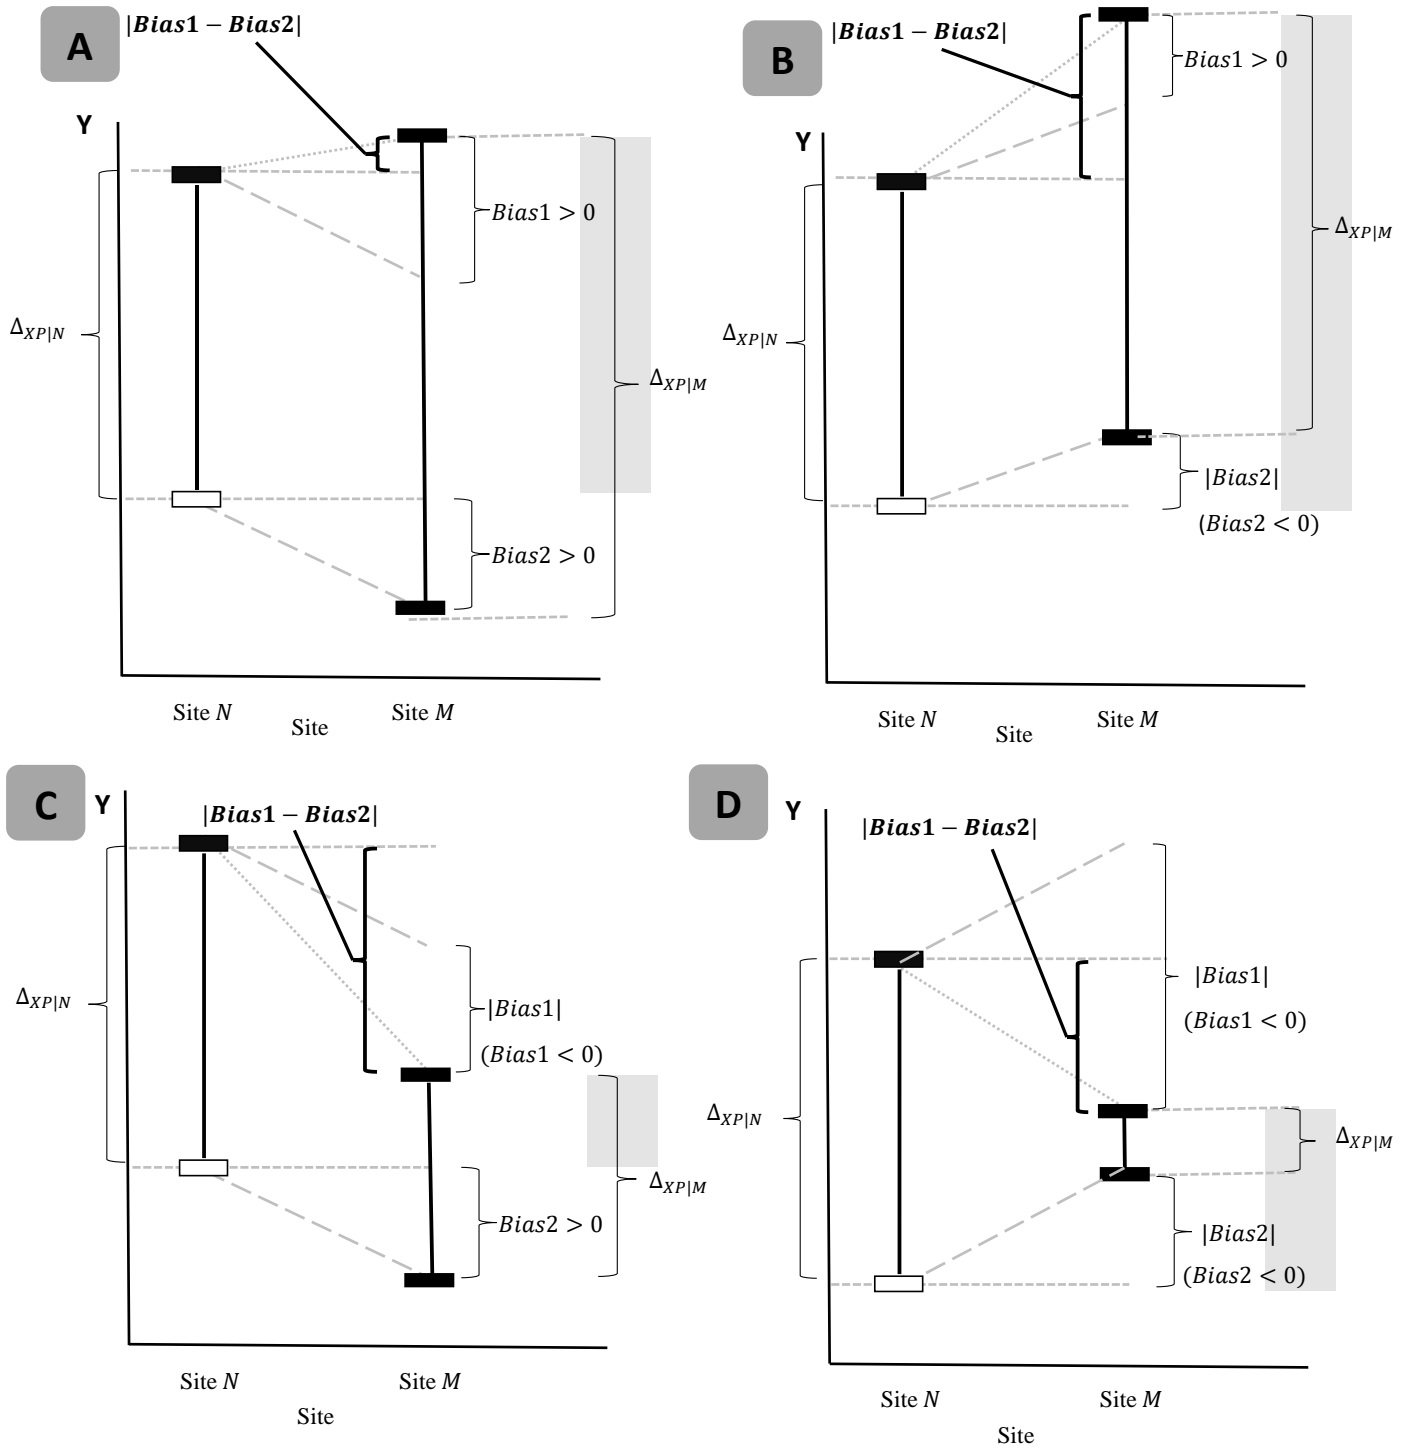 A
|Bias1 − Bias2|
Y
Bias1 > 0
Δ_{XP|N}
Δ_{XP|M}
Bias2 > 0
Site N
Site M
Site
B
|Bias1 − Bias2|
Bias1 > 0
Y
Δ_{XP|M}
Δ_{XP|N}
|Bias2|
(Bias2 < 0)
Site N
Site M
Site
C
Y
|Bias1 − Bias2|
Δ_{XP|N}
|Bias1|
(Bias1 < 0)
Δ_{XP|M}
Bias2 > 0
Site N
Site M
Site
D
Y
|Bias1 − Bias2|
|Bias1|
(Bias1 < 0)
Δ_{XP|N}
Δ_{XP|M}
|Bias2|
(Bias2 < 0)
Site N
Site M
Site